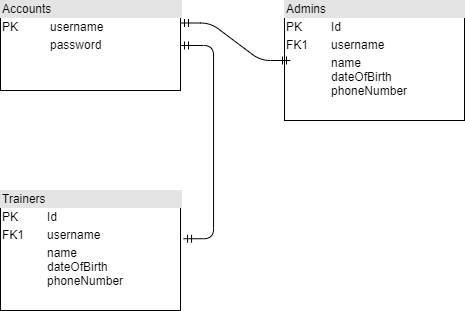 Accounts
PK username
password
Admins
PK Id
FK1 username
name
dateOfBirth
phoneNumber
Trainers
PK Id
FK1 username
name
dateOfBirth
phoneNumber